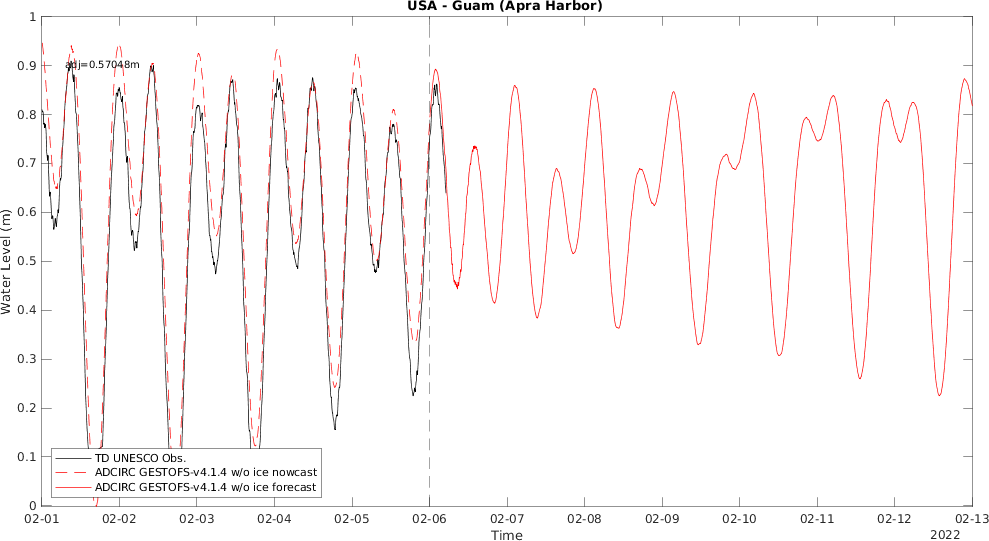 USA - Guam (Apra Harbor)
1
0.9
0.8
0.7
0.6
0.5
0.4
0.3
0.2
0.1
0
Water Level (m)
adj=0.57048m
TD UNESCO Obs.
ADCIRC GESTOFS-v4.1.4 w/o ice nowcast
ADCIRC GESTOFS-v4.1.4 w/o ice forecast
02-01 02-02 02-03 02-04 02-05 02-06 02-07 02-08 02-09 02-10 02-11 02-12 02-13
Time
2022